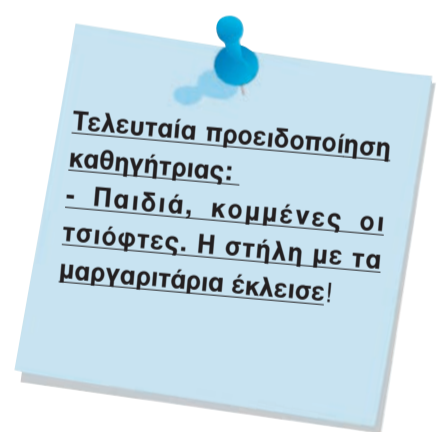 Τελευταία προειδοποίηση
καθηγήτριας:
- Παιδιά, κομμένες οι
τσιόφτες. Η στήλη με τα
μαργαριτάρια έκλεισε!